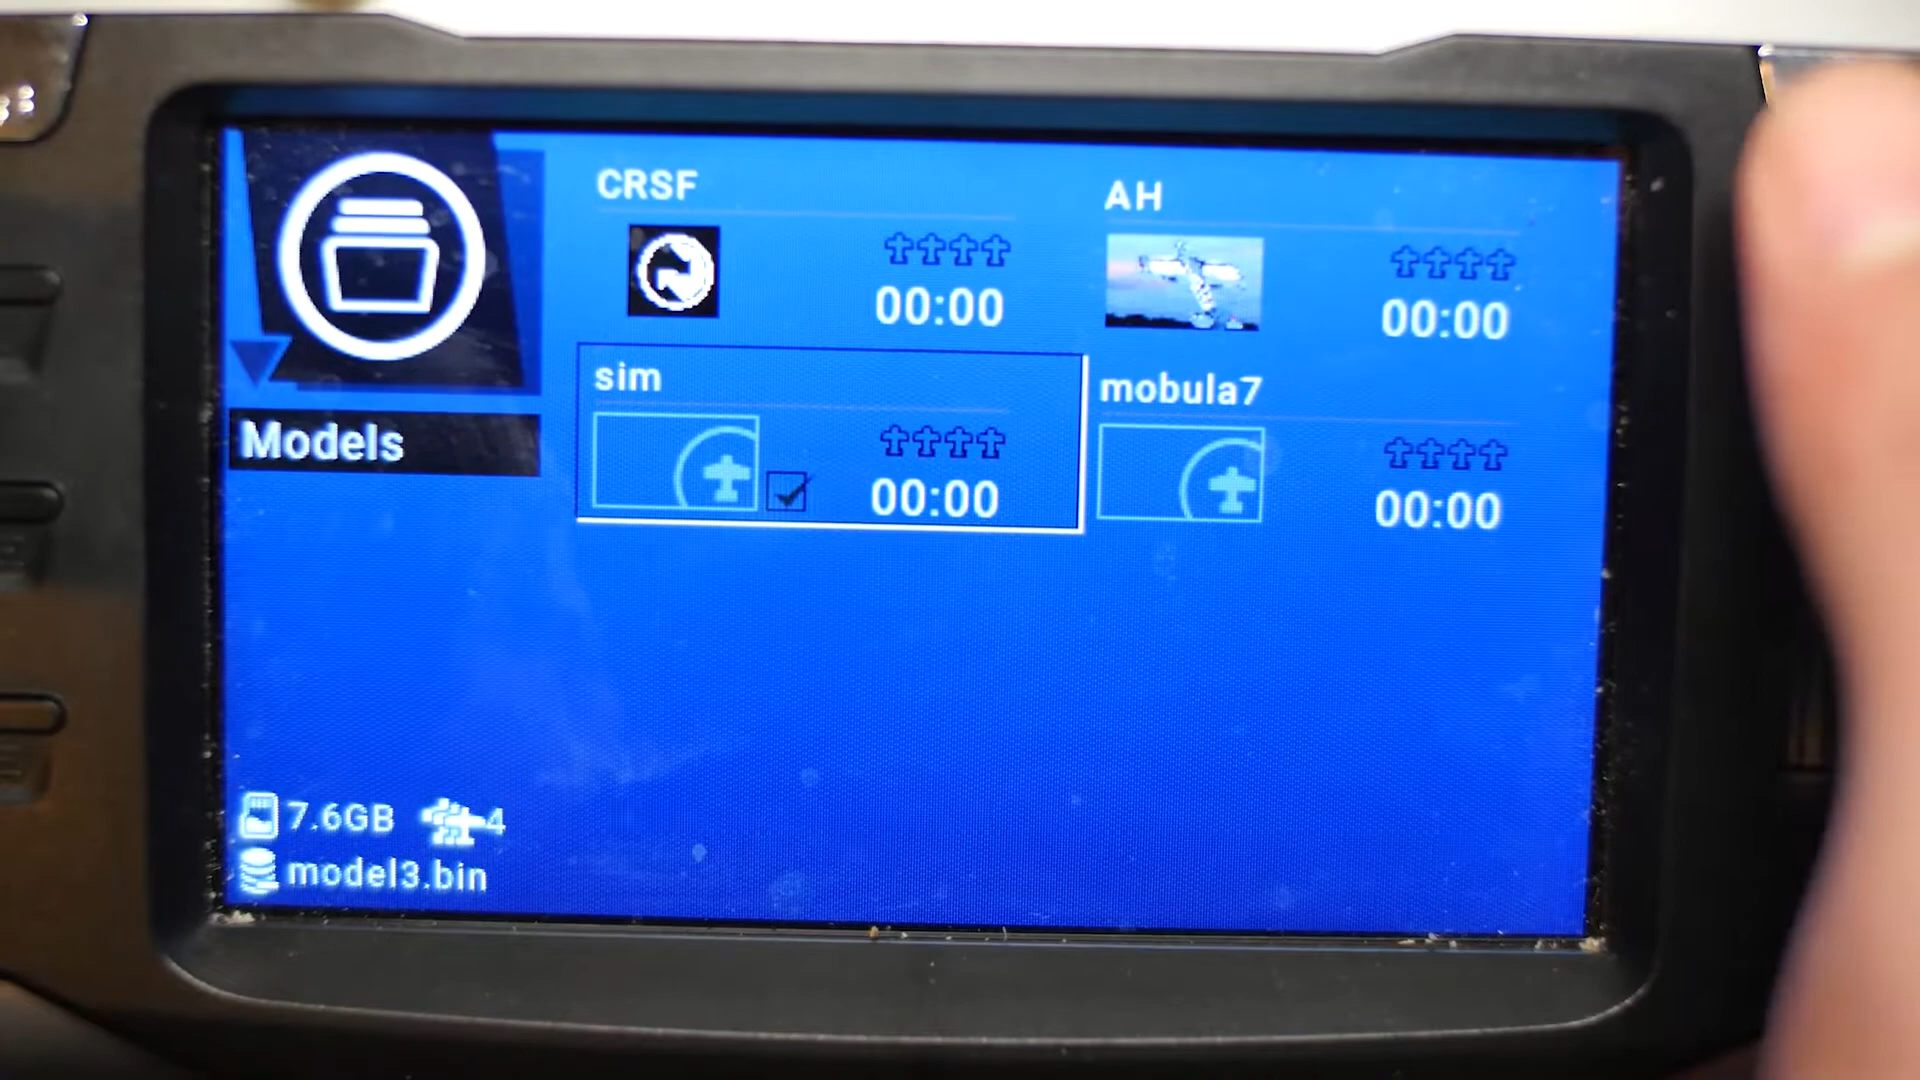 CRSF
00:00
AH
00:00
sim
00:00
mobula7
00:00
Models
7.6GB 4
model3.bin